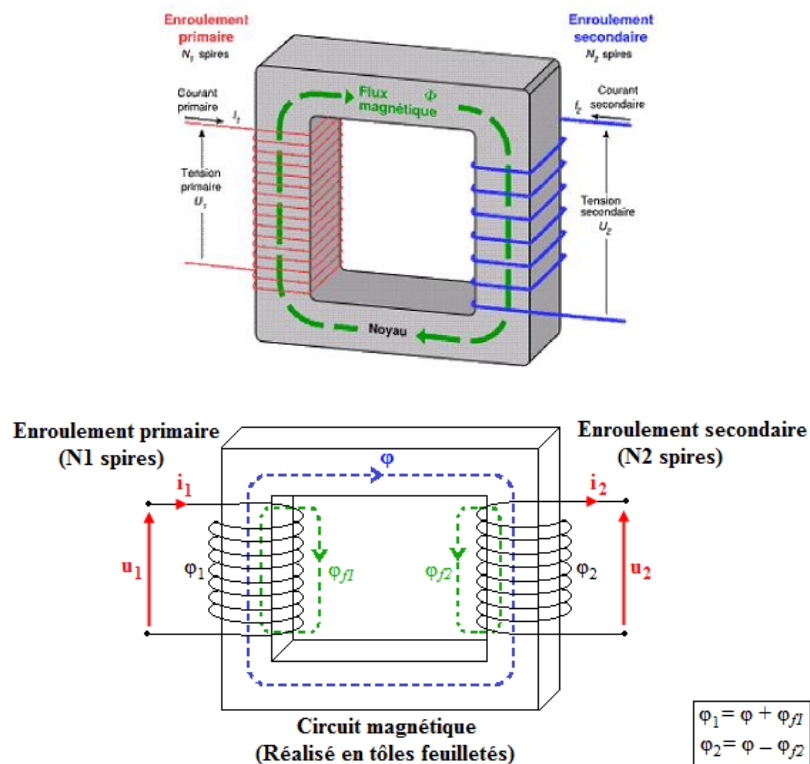 Enroulement
primaire
N1 spires
Enroulement
secondaire
N2 spires
Courant
primaire
I1
Flux
magnétique
Φ
Courant
secondaire
I2
Tension
primaire
U1
Tension
secondaire
U2
Noyau
Enroulement primaire
(N1 spires)
Enroulement secondaire
(N2 spires)
φ
i1
i2
u1
φ1
φf1
φf2
φ2
u2
Circuit magnétique
(Réalisé en tôles feuilletés)
φ1= φ + φf1
φ2= φ – φf2